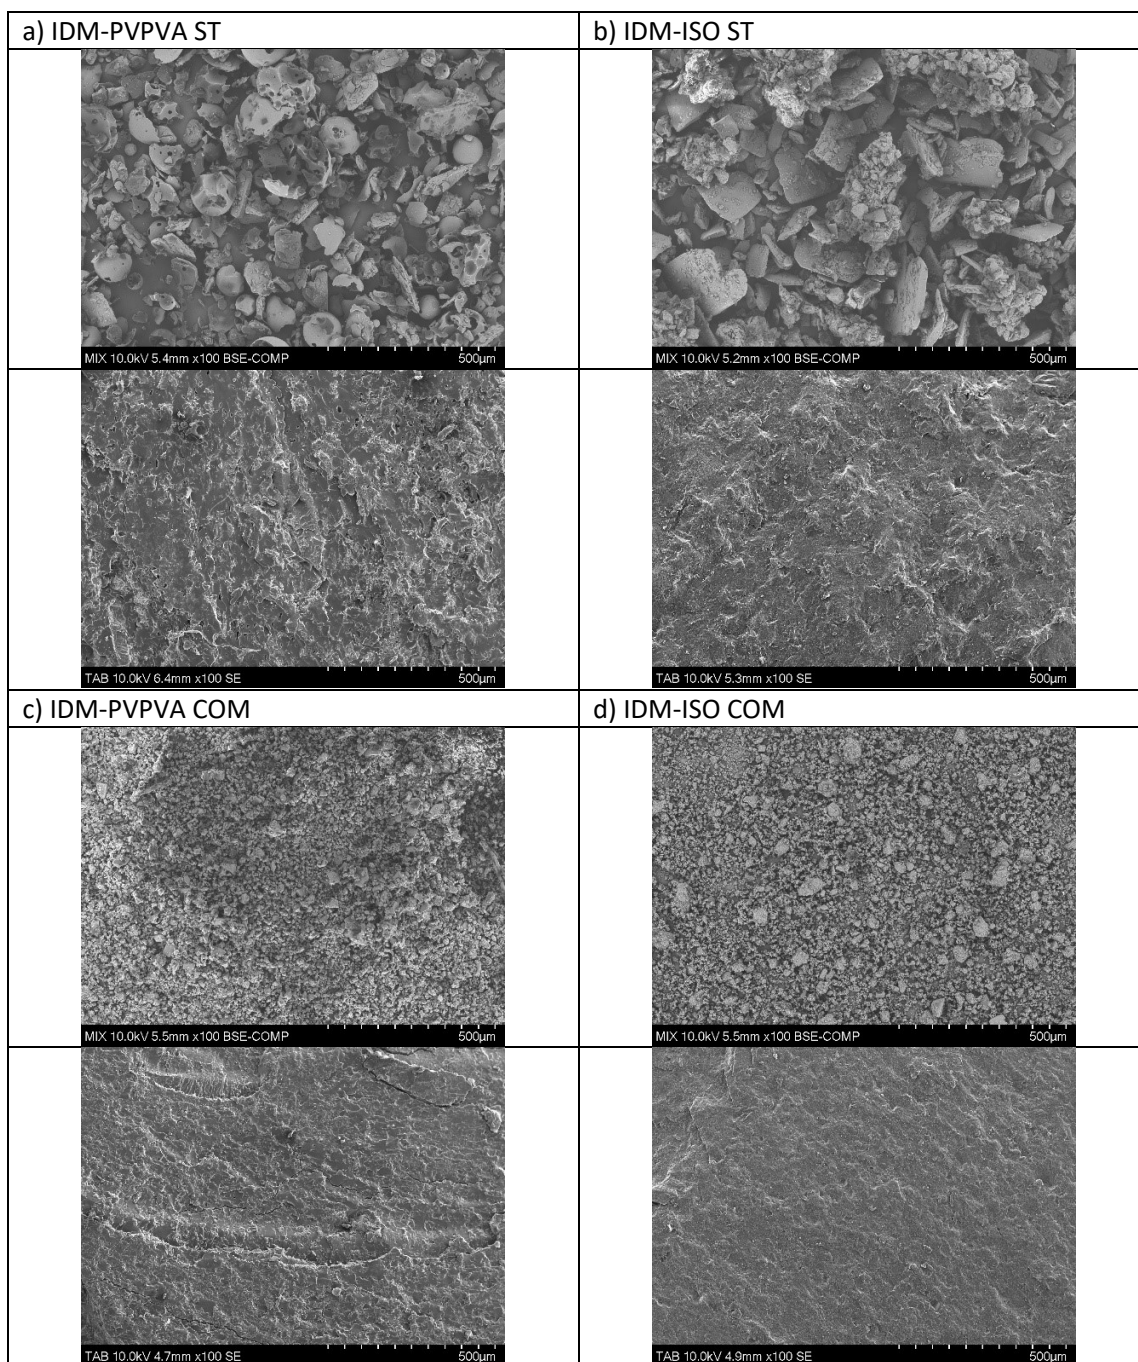 a) IDM-PVPVA ST
b) IDM-ISO ST
MIX 10.0kV 5.4mm x100 BSE-COMP 500µm
MIX 10.0kV 5.2mm x100 BSE-COMP 500µm
TAB 10.0kV 6.4mm x100 SE 500µm
TAB 10.0kV 5.3mm x100 SE 500µm
c) IDM-PVPVA COM
d) IDM-ISO COM
MIX 10.0kV 5.5mm x100 BSE-COMP 500µm
MIX 10.0kV 5.5mm x100 BSE-COMP 500µm
TAB 10.0kV 4.7mm x100 SE 500µm
TAB 10.0kV 4.9mm x100 SE 500µm